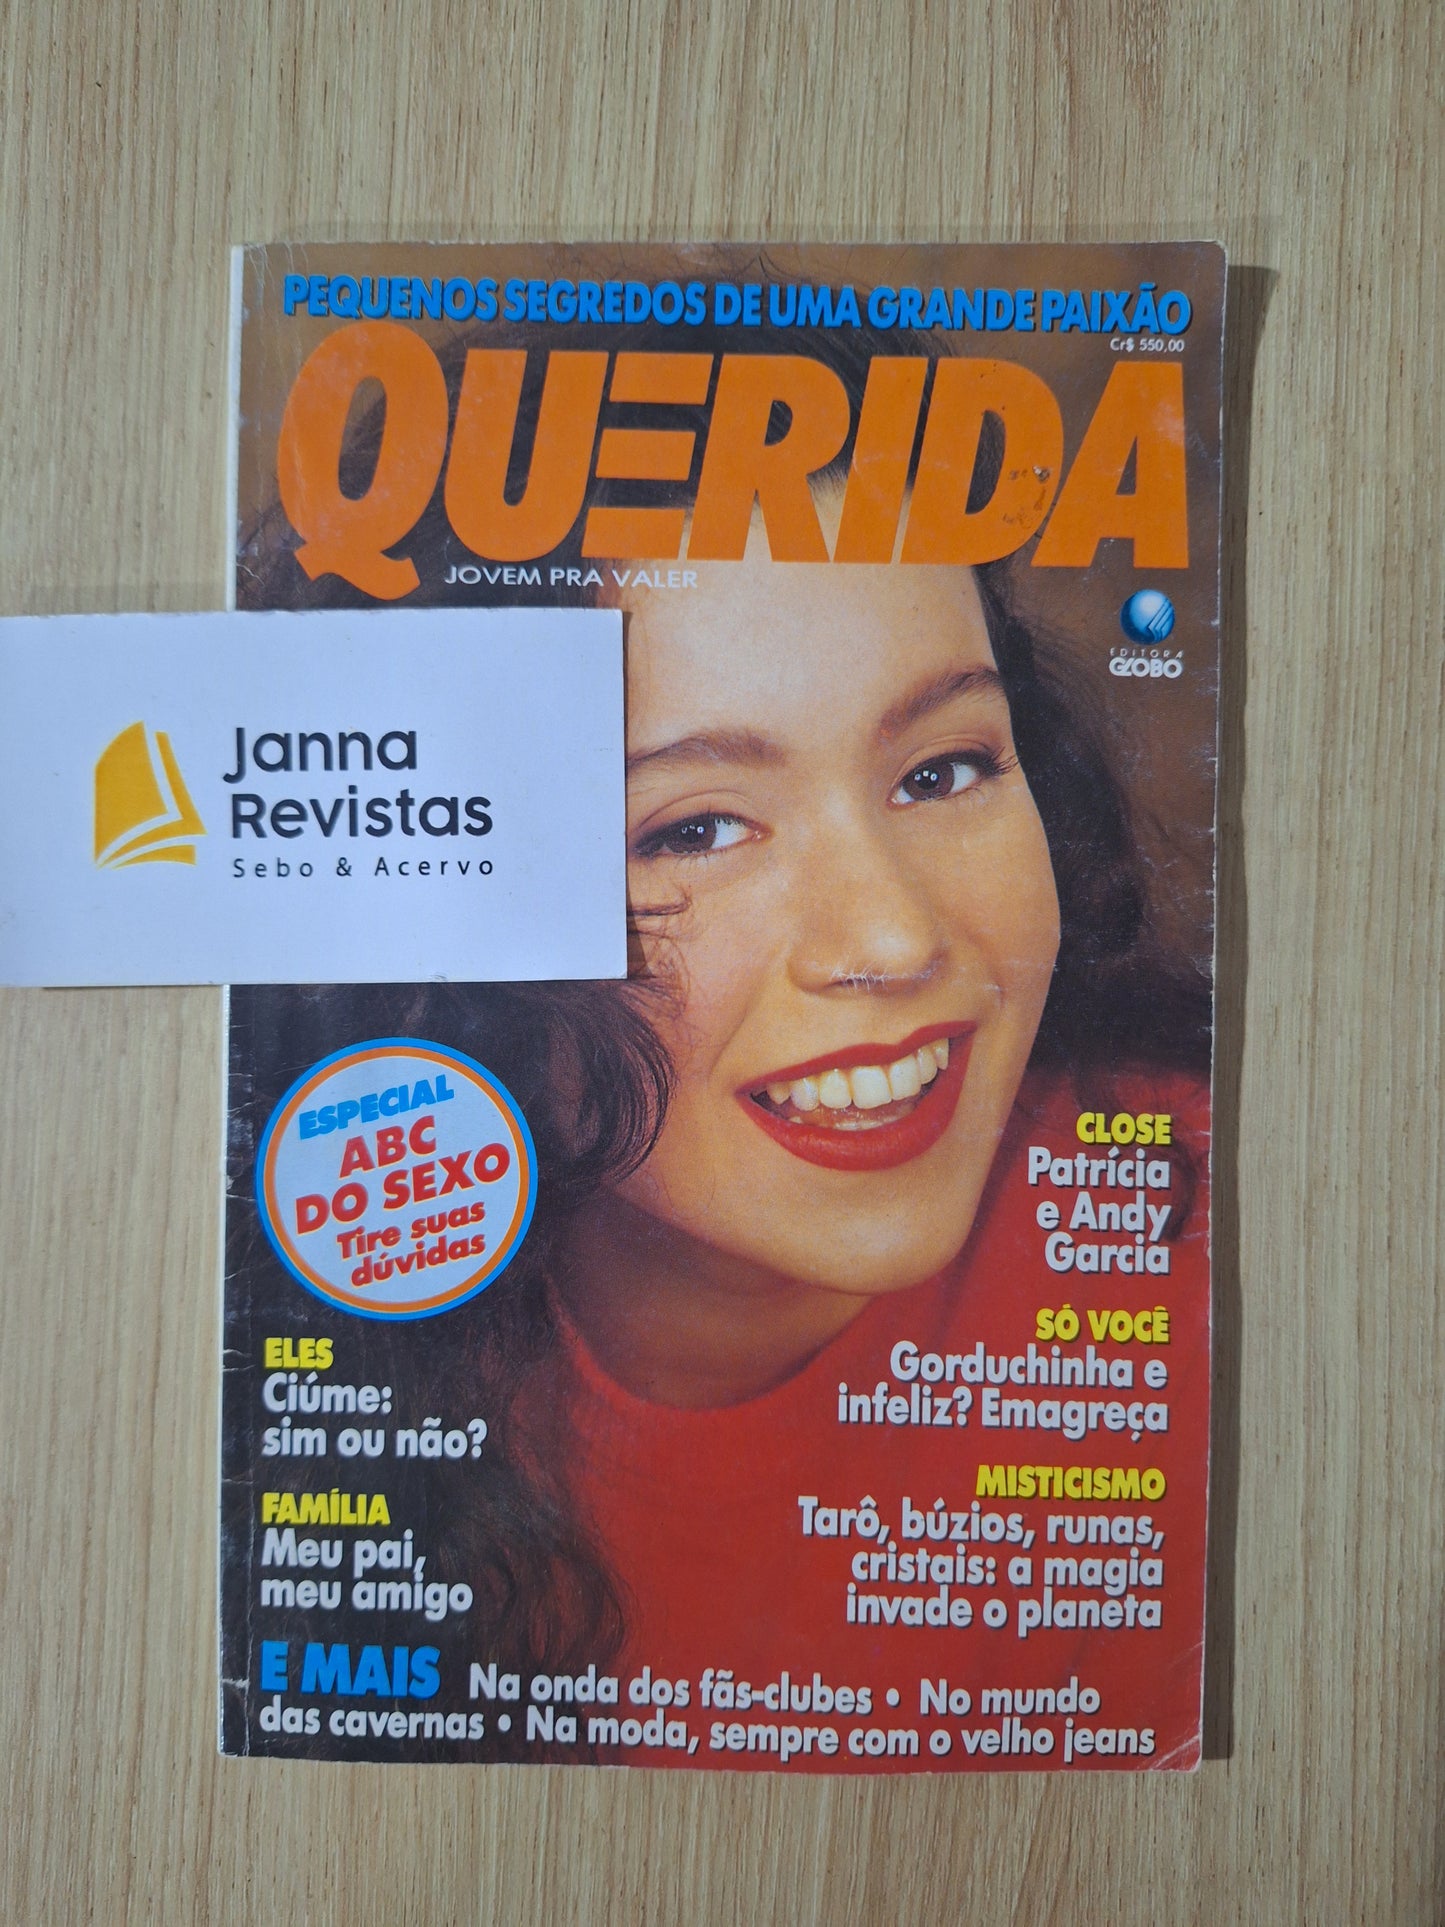 PEQUENOS SEGREDOS DE UMA GRANDE PAIXÃO
Cr$ 550,00
QUERIDA
JOVEM PRA VALER
EDITORA
GLOBO
Janna
Revistas
Sebo & Acervo
ESPECIAL
ABC
DO SEXO
Tire suas
dúvidas
CLOSE
Patrícia
e Andy
Garcia
SÓ VOCÊ
Gorduchinha e
infeliz? Emagreça
ELES
Ciúme:
sim ou não?
MISTICISMO
Tarô, búzios, runas,
cristais: a magia
invade o planeta
FAMÍLIA
Meu pai,
meu amigo
E MAIS Na onda dos fãs-clubes • No mundo
das cavernas • Na moda, sempre com o velho jeans